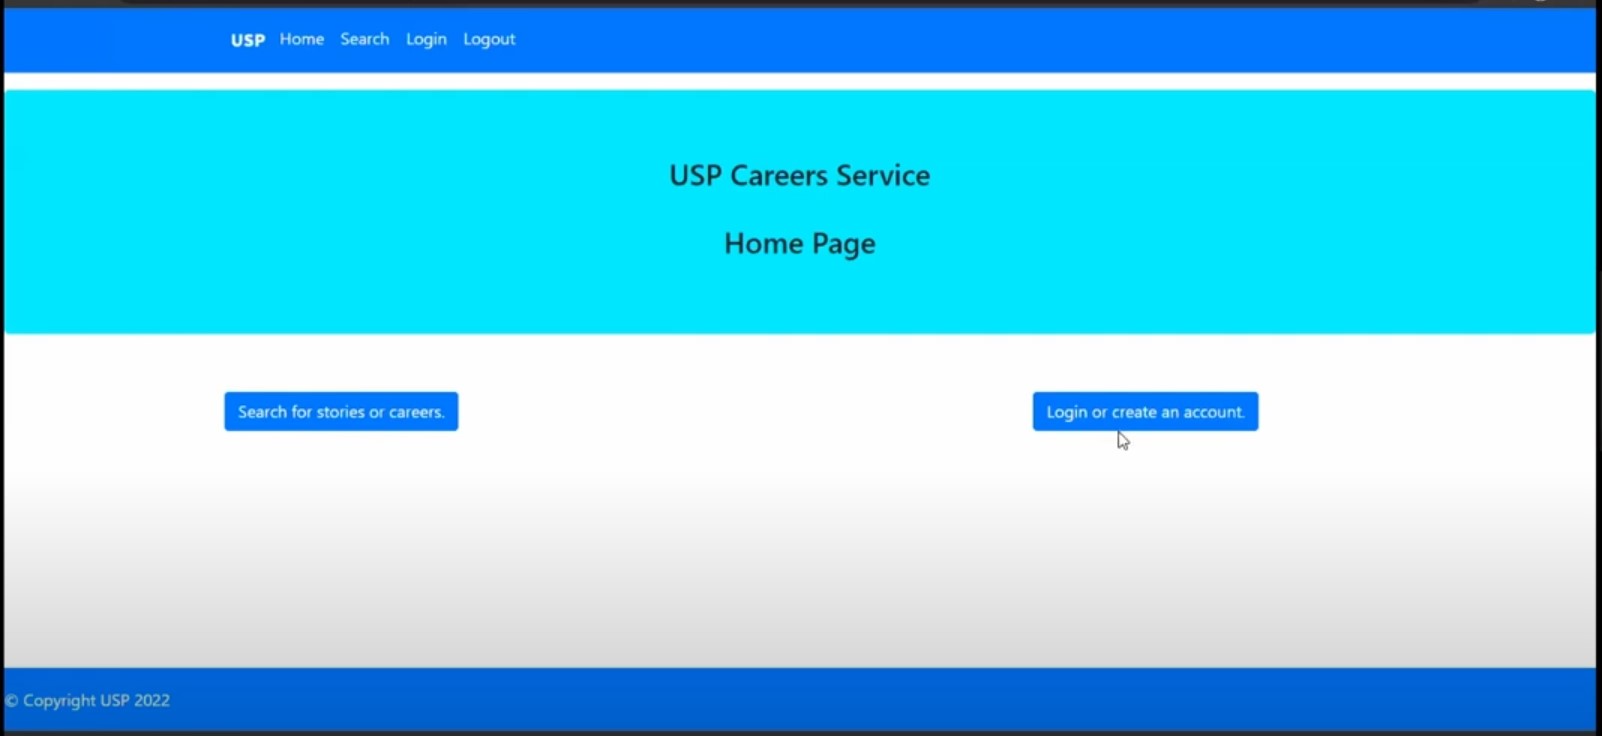 USP Home Search Login Logout
USP Careers Service
Home Page
Search for stories or careers.
Login or create an account.
© Copyright USP 2022